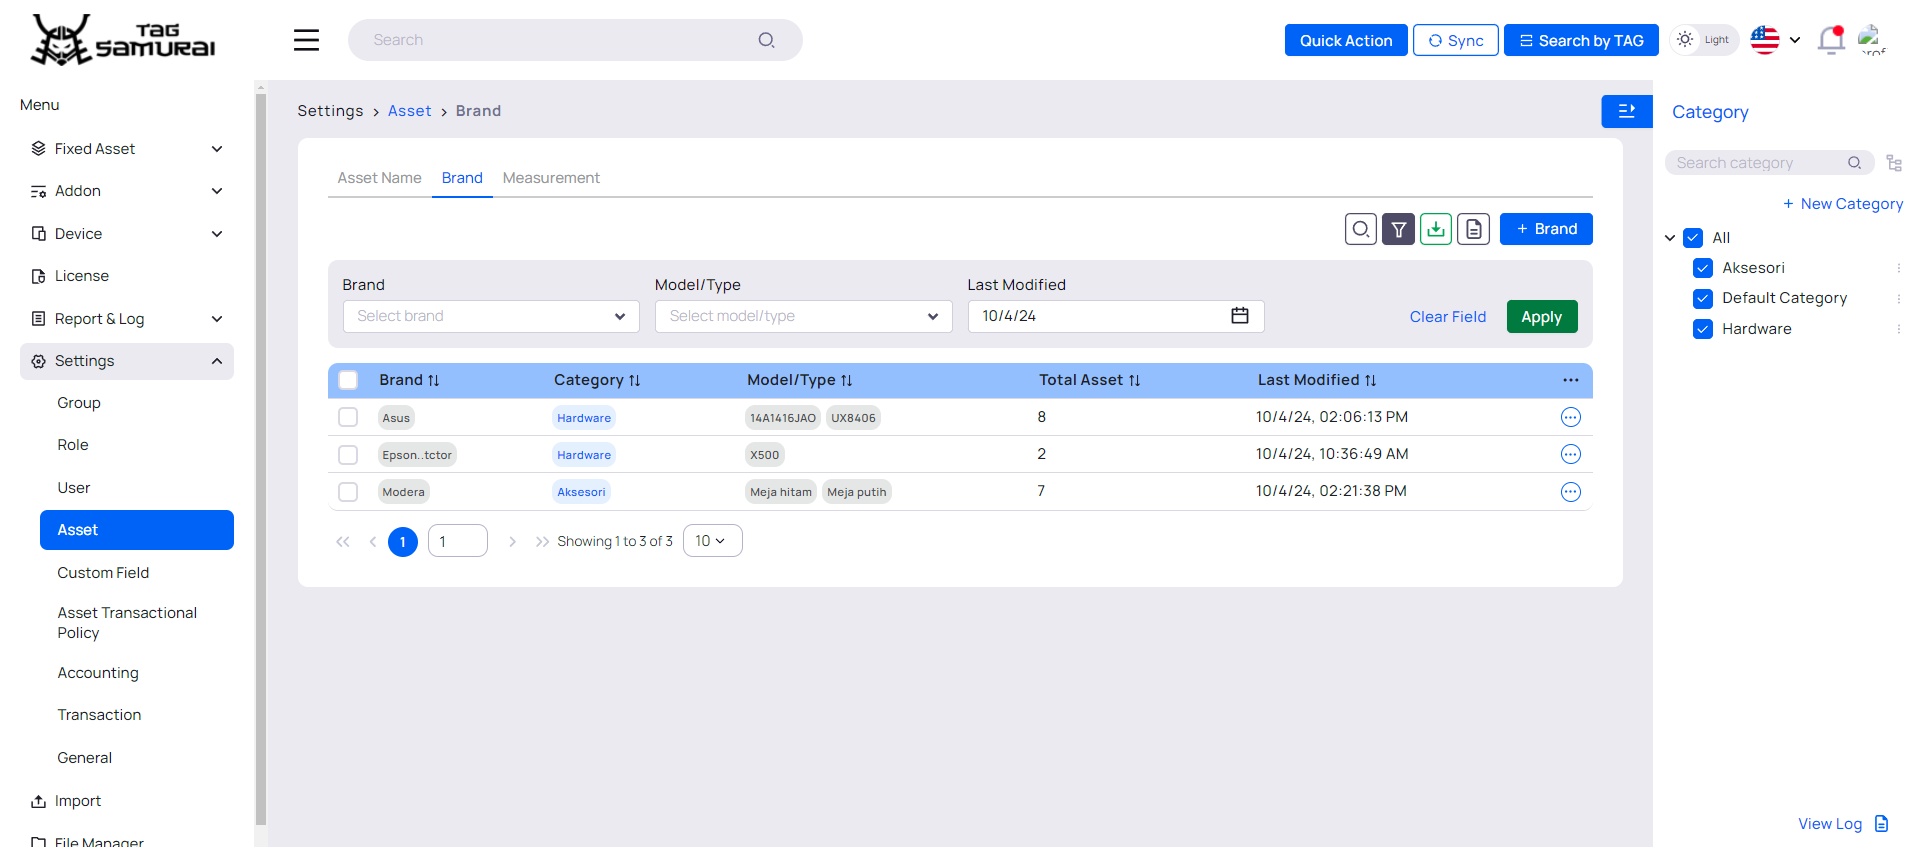 TAG SAMURAI
Search
Quick Action
Sync
Search by TAG
Light
Menu
Fixed Asset
Addon
Device
License
Report & Log
Settings
Group
Role
User
Asset
Custom Field
Asset Transactional
Policy
Accounting
Transaction
General
Import
File Manager
Settings > Asset > Brand
Asset Name Brand Measurement
+ Brand
Brand Model/Type Last Modified
Select brand Select model/type 10/4/24 Clear Field Apply
Brand Category Model/Type Total Asset Last Modified
Asus Hardware 14A1416JAO UX8406 8 10/4/24, 02:06:13 PM
Epson..tctor Hardware X500 2 10/4/24, 10:36:49 AM
Modera Aksesori Meja hitam Meja putih 7 10/4/24, 02:21:38 PM
1 1 Showing 1 to 3 of 3 10
Category
Search category
+ New Category
All
Aksesori
Default Category
Hardware
View Log